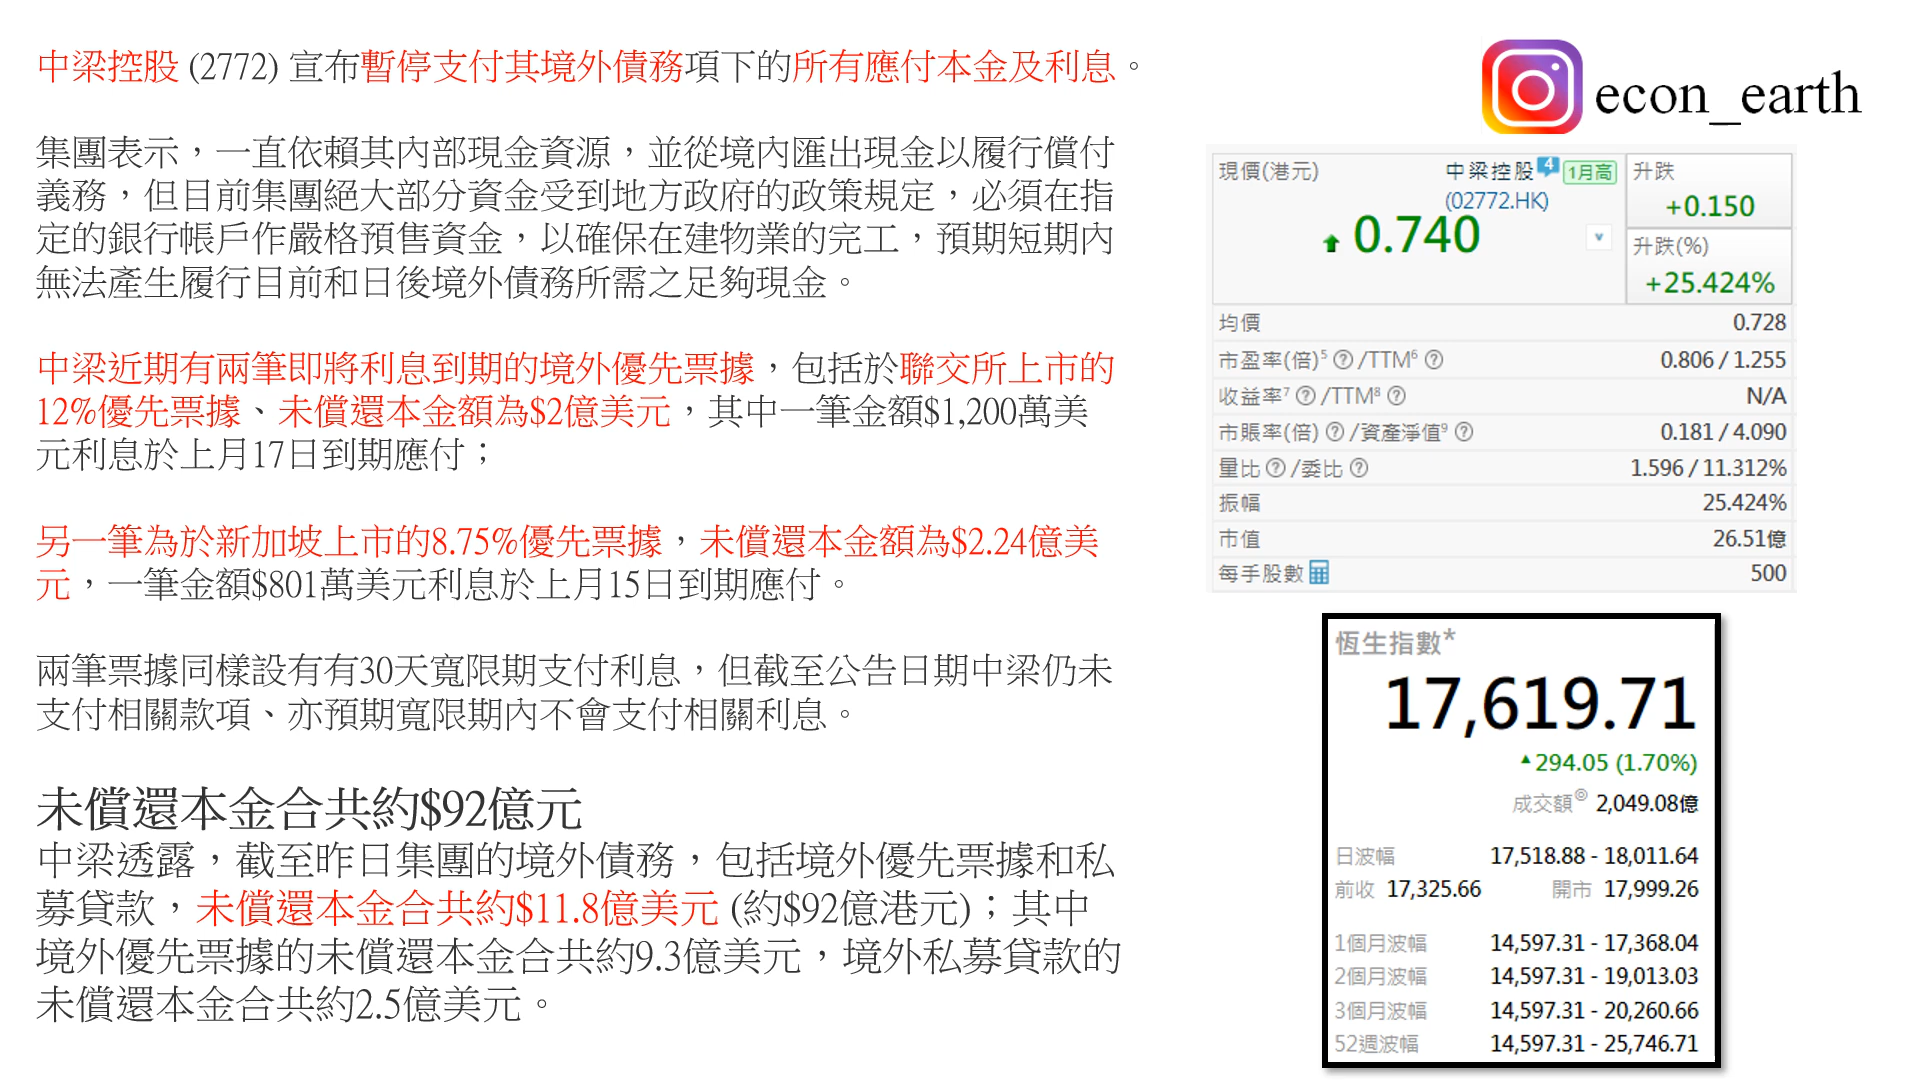 中梁控股 (2772) 宣布暫停支付其境外債務項下的所有應付本金及利息。
集團表示，一直依賴其內部現金資源，並從境內匯出現金以履行償付
義務，但目前集團絕大部分資金受到地方政府的政策規定，必須在指
定的銀行帳戶作嚴格預售資金，以確保在建物業的完工，預期短期內
無法產生履行目前和日後境外債務所需之足夠現金。
中梁近期有兩筆即將利息到期的境外優先票據，包括於聯交所上市的
12%優先票據、未償還本金額為$2億美元，其中一筆金額$1,200萬美
元利息於上月17日到期應付；
另一筆為於新加坡上市的8.75%優先票據，未償還本金額為$2.24億美
元，一筆金額$801萬美元利息於上月15日到期應付。
兩筆票據同樣設有有30天寬限期支付利息，但截至公告日期中梁仍未
支付相關款項、亦預期寬限期內不會支付相關利息。
未償還本金合共約$92億元
中梁透露，截至昨日集團的境外債務，包括境外優先票據和私
募貸款，未償還本金合共約$11.8億美元 (約$92億港元)；其中
境外優先票據的未償還本金合共約9.3億美元，境外私募貸款的
未償還本金合共約2.5億美元。
econ_earth
現價(港元) 中梁控股 4 1月高
(02772.HK)
0.740
升跌
+0.150
升跌(%)
+25.424%
均價 0.728
市盈率(倍)5 ? /TTM6 ? 0.806 / 1.255
收益率7 ? /TTM8 ? N/A
市賬率(倍) ? /資產淨值9 ? 0.181 / 4.090
量比 ? /委比 ? 1.596 / 11.312%
振幅 25.424%
市值 26.51億
每手股數 500
恆生指數*
17,619.71
▲294.05 (1.70%)
成交額◎ 2,049.08億
日波幅 17,518.88 - 18,011.64
前收 17,325.66 開市 17,999.26
1個月波幅 14,597.31 - 17,368.04
2個月波幅 14,597.31 - 19,013.03
3個月波幅 14,597.31 - 20,260.66
52週波幅 14,597.31 - 25,746.71